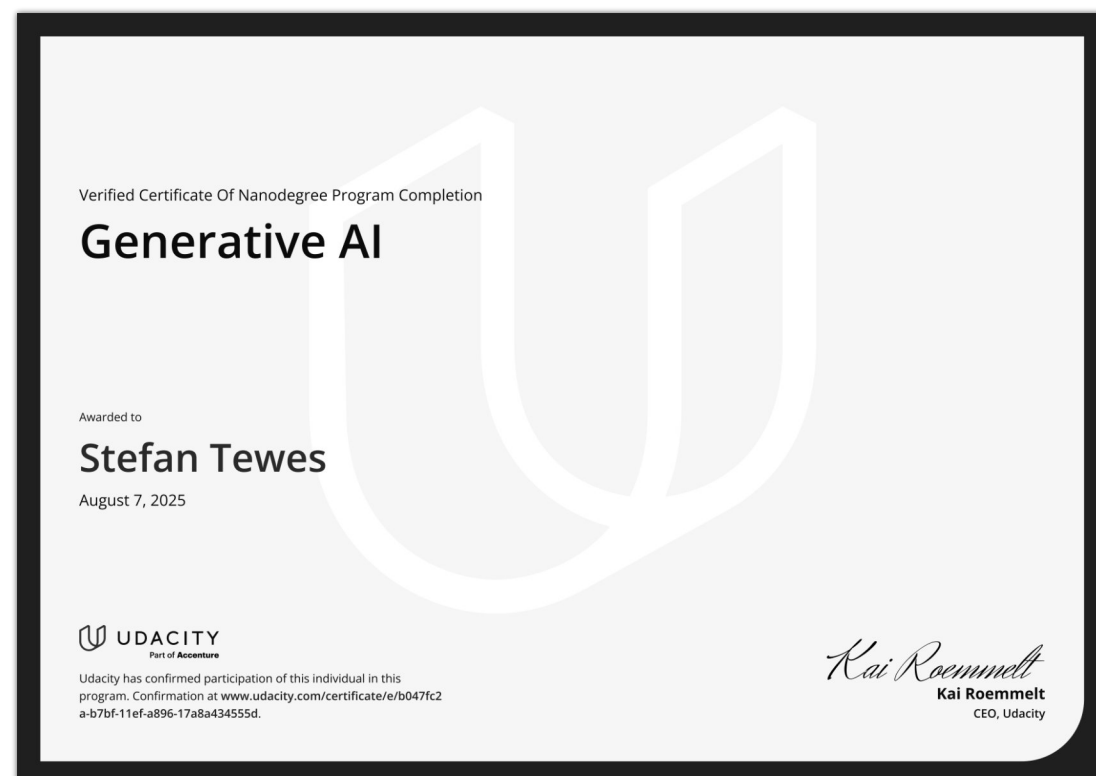 Verified Certificate Of Nanodegree Program Completion
Generative AI
Awarded to
Stefan Tewes
August 7, 2025
UDACITY
Part of Accenture
Udacity has confirmed participation of this individual in this
program. Confirmation at www.udacity.com/certificate/e/b047fc2
a-b7bf-11ef-a896-17a8a434555d.
Kai Roemmelt
Kai Roemmelt
CEO, Udacity